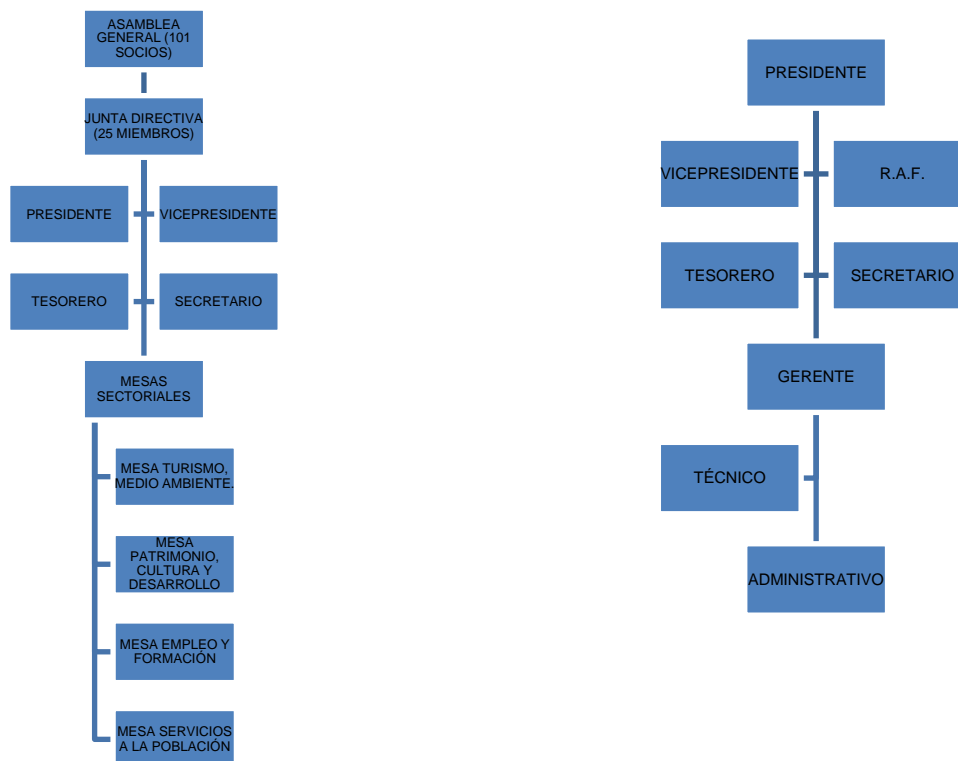 ASAMBLEA
GENERAL (101
SOCIOS)
JUNTA DIRECTIVA
(25 MIEMBROS)
PRESIDENTE
VICEPRESIDENTE
TESORERO
SECRETARIO
MESAS
SECTORIALES
MESA TURISMO,
MEDIO AMBIENTE.
MESA
PATRIMONIO,
CULTURA Y
DESARROLLO
MESA EMPLEO Y
FORMACIÓN
MESA SERVICIOS
A LA POBLACIÓN
PRESIDENTE
VICEPRESIDENTE
R.A.F.
TESORERO
SECRETARIO
GERENTE
TÉCNICO
ADMINISTRATIVO